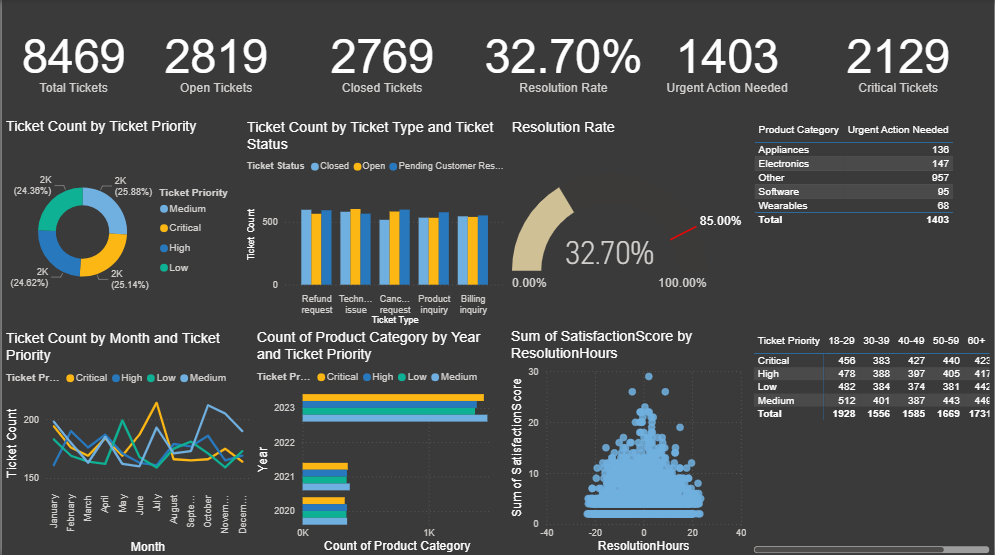 8469
Total Tickets
2819
Open Tickets
2769
Closed Tickets
32.70%
Resolution Rate
1403
Urgent Action Needed
2129
Critical Tickets
Ticket Count by Ticket Priority
2K
(24.36%)
2K
(25.88%)
2K
(24.62%)
2K
(25.14%)
Ticket Priority
Medium
Critical
High
Low
Ticket Count by Ticket Type and Ticket
Status
Ticket Status Closed Open Pending Customer Res...
Ticket Count
500
0
Refund
request
Techn...
issue
Canc...
request
Product
inquiry
Billing
inquiry
Ticket Type
Resolution Rate
85.00%
32.70%
0.00%
100.00%
Product Category Urgent Action Needed
Appliances 136
Electronics 147
Other 957
Software 95
Wearables 68
Total 1403
Ticket Count by Month and Ticket
Priority
Ticket Pr... Critical High Low Medium
Ticket Count
200
150
January
February
March
April
May
June
July
August
Septe...
October
Novem...
Decem...
Month
Count of Product Category by Year
and Ticket Priority
Ticket Pr... Critical High Low Medium
Year
2023
2022
2021
2020
0K
1K
Count of Product Category
Sum of SatisfactionScore by
ResolutionHours
Sum of SatisfactionScore
30
20
10
0
-40
-20
0
20
40
ResolutionHours
Ticket Priority 18-29 30-39 40-49 50-59 60+
Critical 456 383 427 440 423
High 478 388 397 405 417
Low 482 384 374 381 442
Medium 512 401 387 443
Total 1928 1556 1585 1669 1731